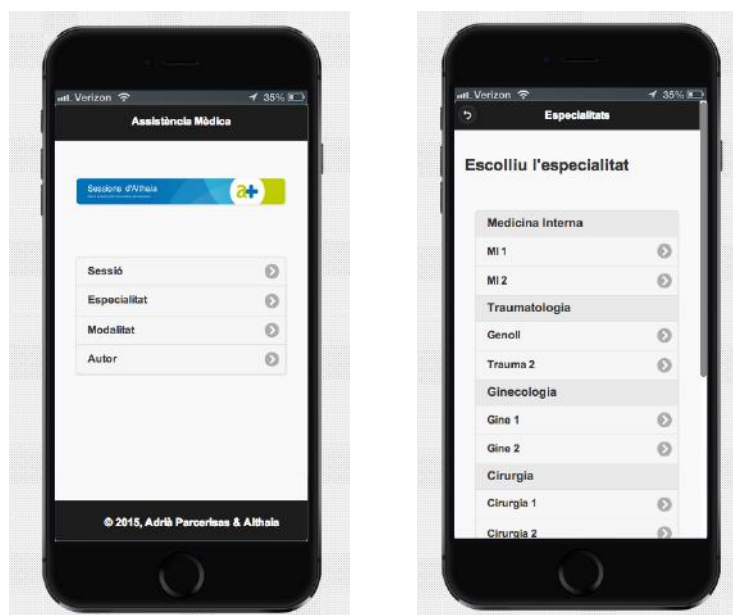 Verizon 35%
Assistència Mòdica
Sessions d'Althaia
a+
Sessió
Especialitat
Modalitat
Autor
© 2015, Adrià Parcerisas & Althaia
Verizon 35%
Especialitats
Escolliu l'especialitat
Medicina Interna
MI 1
MI 2
Traumatologia
Genoll
Trauma 2
Ginecologia
Gine 1
Gine 2
Cirurgia
Cirurgia 1
Cirurgia 2